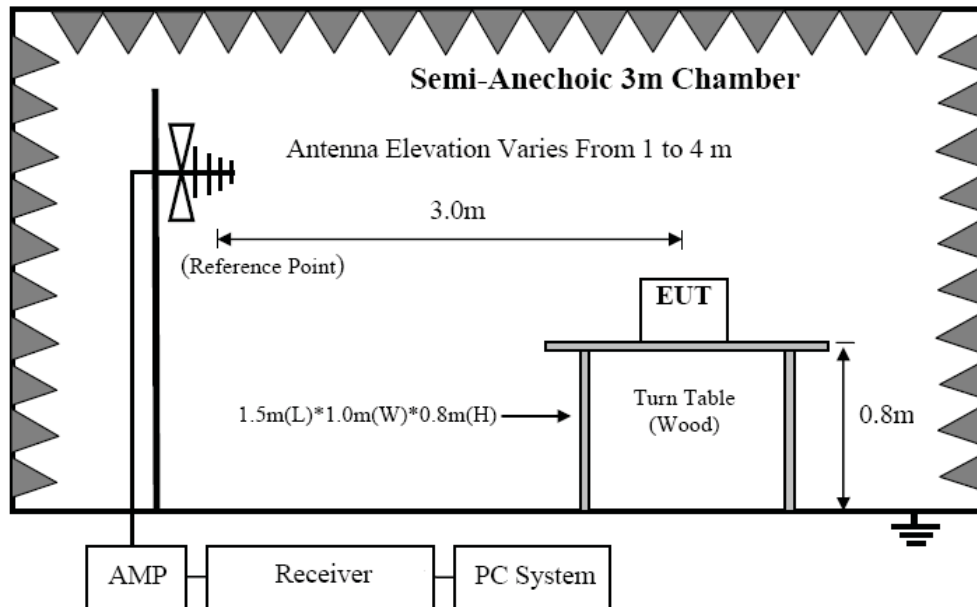 Semi-Anechoic 3m Chamber
Antenna Elevation Varies From 1 to 4 m
3.0m
(Reference Point)
EUT
1.5m(L)*1.0m(W)*0.8m(H)
Turn Table
(Wood)
0.8m
AMP
Receiver
PC System